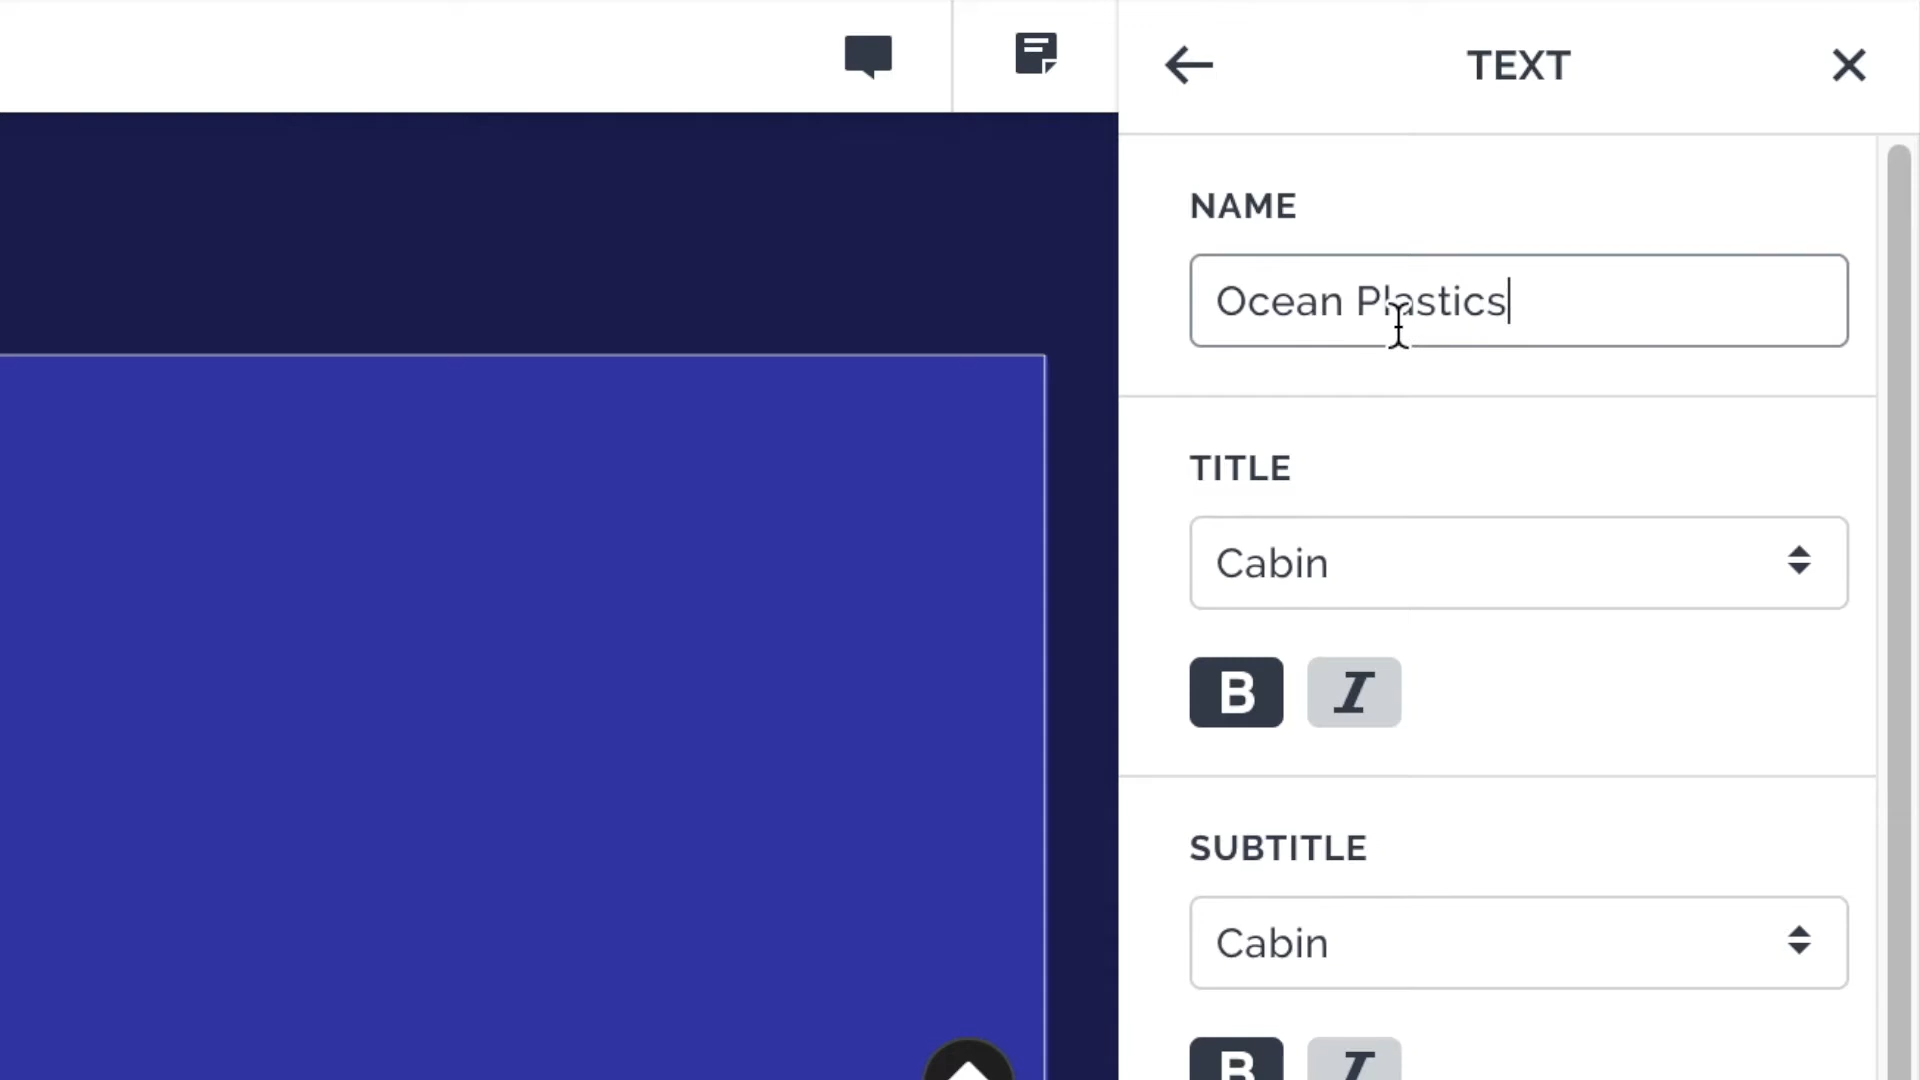 TEXT
NAME
Ocean Plastics
TITLE
Cabin
B I
SUBTITLE
Cabin
B I